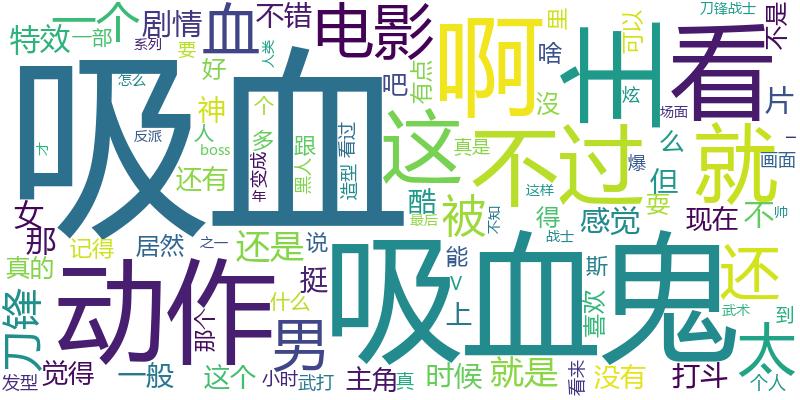 一个
剧情
血
不错
电影
啊
王
看
刀锋战士
不是
特效
一部
系列
要
里
可以
啥
吸血
怎么
好
人类
吧
有点
没
炫
片
神
个
这
不过
就
场面
才
反派
人
boss
多
跟
黑人
造型
看过
真是
么
爆
画面
一
还有
年
变成
酷
这样
但
女
那
记得
居然
之一
还是
说
最后
被
不知
得
感觉
耍
现在
不
帅
真的
动作
挺
能
吸血鬼
战士
斯
还
刀锋
那个
什么
男
V
上
喜欢
武术
到
太
发型
觉得
一般
这个
小时
武打
主角
真
时候
就是
看来
没有
打斗
个人